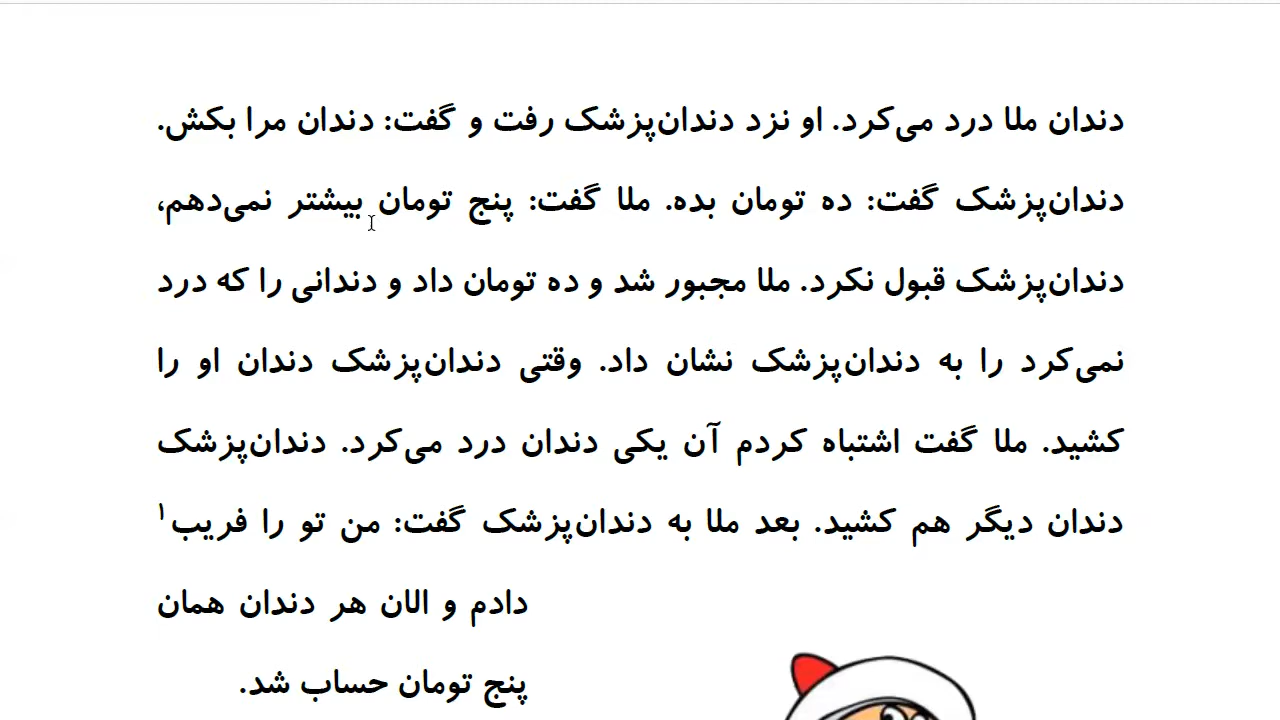 دندان ملا درد می‌کرد. او نزد دندان‌پزشک رفت و گفت: دندان مرا بکش.
دندان‌پزشک گفت: ده تومان بده. ملا گفت: پنج تومان بیشتر نمی‌دهم،
دندان‌پزشک قبول نکرد. ملا مجبور شد و ده تومان داد و دندانی را که درد
نمی‌کرد را به دندان‌پزشک نشان داد. وقتی دندان‌پزشک دندان او را
کشید. ملا گفت اشتباه کردم آن یکی دندان درد می‌کرد. دندان‌پزشک
دندان دیگر هم کشید. بعد ملا به دندان‌پزشک گفت: من تو را فریب۱
دادم و الان هر دندان همان
پنج تومان حساب شد.